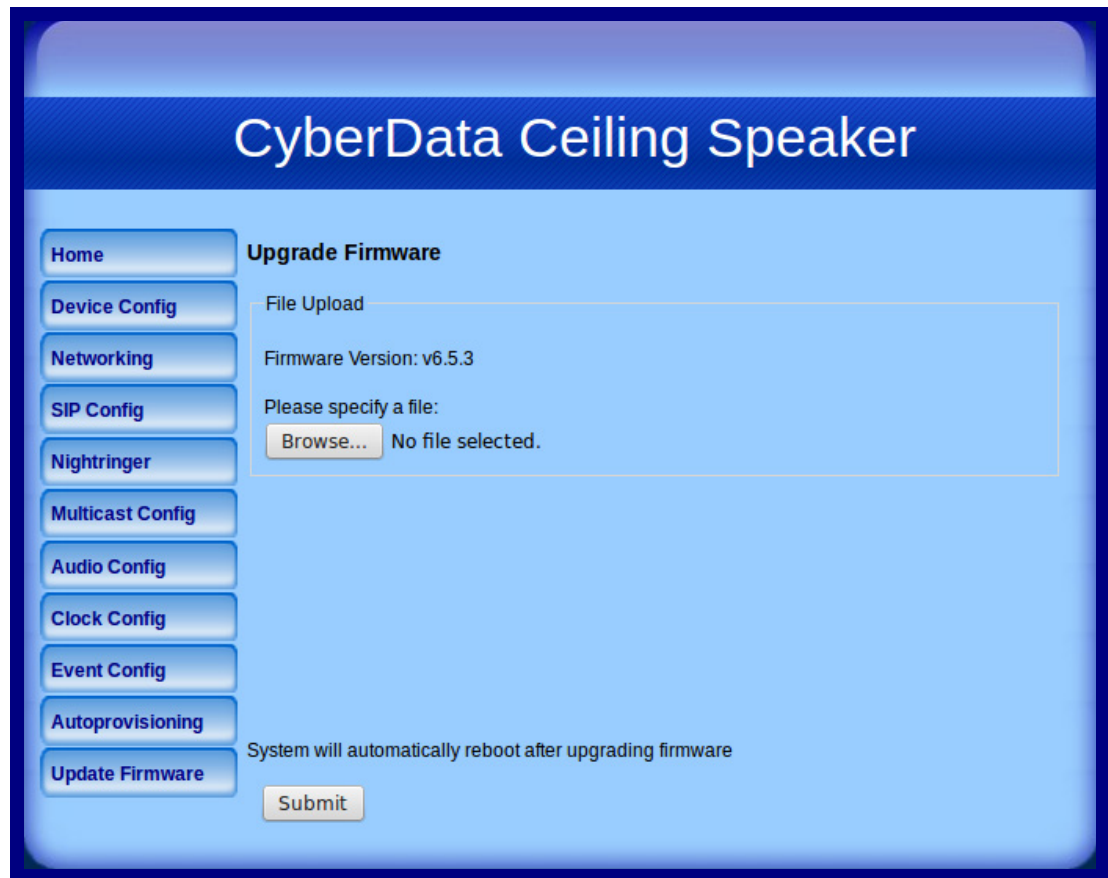 CyberData Ceiling Speaker
Home
Device Config
Networking
SIP Config
Nightringer
Multicast Config
Audio Config
Clock Config
Event Config
Autoprovisioning
Update Firmware
Upgrade Firmware
File Upload
Firmware Version: v6.5.3
Please specify a file:
Browse... No file selected.
System will automatically reboot after upgrading firmware
Submit